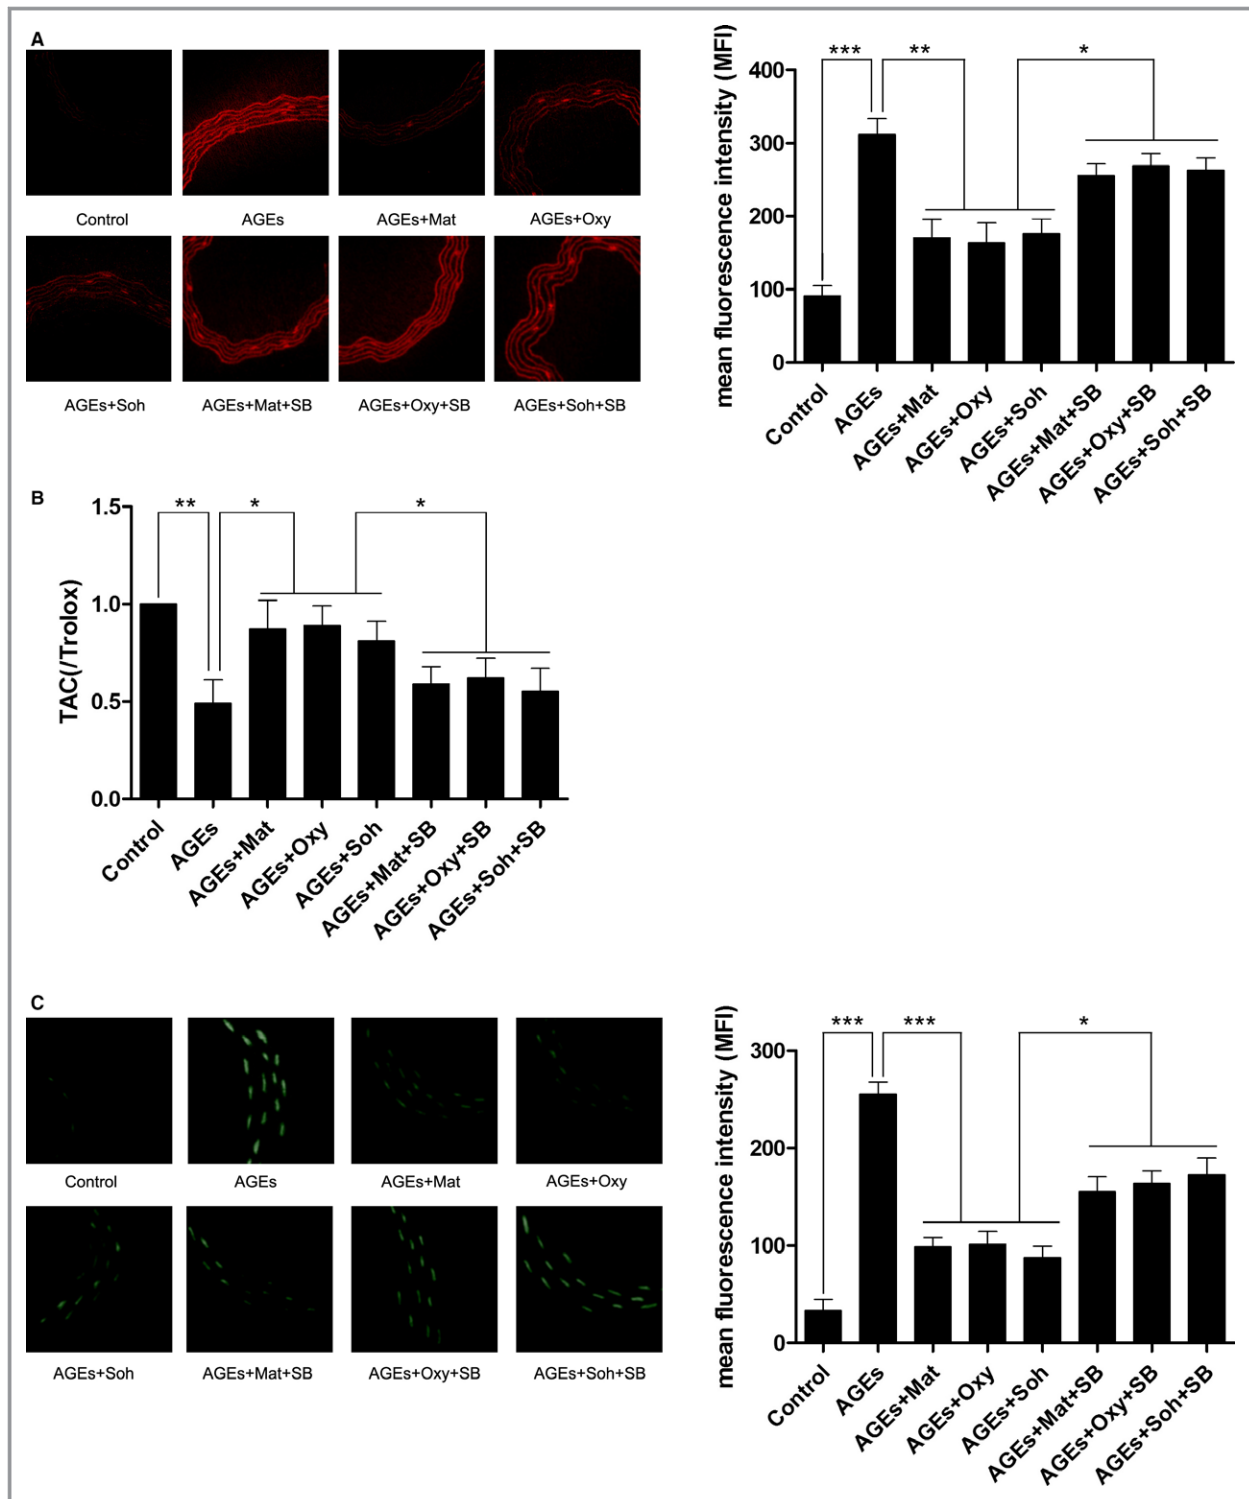 A
Control
AGEs
AGEs+Mat
AGEs+Oxy
AGEs+Soh
AGEs+Mat+SB
AGEs+Oxy+SB
AGEs+Soh+SB
mean fluorescence intensity (MFI)
*** ** *
400
300
200
100
0
Control
AGEs
AGEs+Mat
AGEs+Oxy
AGEs+Soh
AGEs+Mat+SB
AGEs+Oxy+SB
AGEs+Soh+SB
B
TAC(/Trolox)
** * *
1.5
1.0
0.5
0.0
Control
AGEs
AGEs+Mat
AGEs+Oxy
AGEs+Soh
AGEs+Mat+SB
AGEs+Oxy+SB
AGEs+Soh+SB
C
Control
AGEs
AGEs+Mat
AGEs+Oxy
AGEs+Soh
AGEs+Mat+SB
AGEs+Oxy+SB
AGEs+Soh+SB
mean fluorescence intensity (MFI)
*** *** *
300
200
100
0
Control
AGEs
AGEs+Mat
AGEs+Oxy
AGEs+Soh
AGEs+Mat+SB
AGEs+Oxy+SB
AGEs+Soh+SB